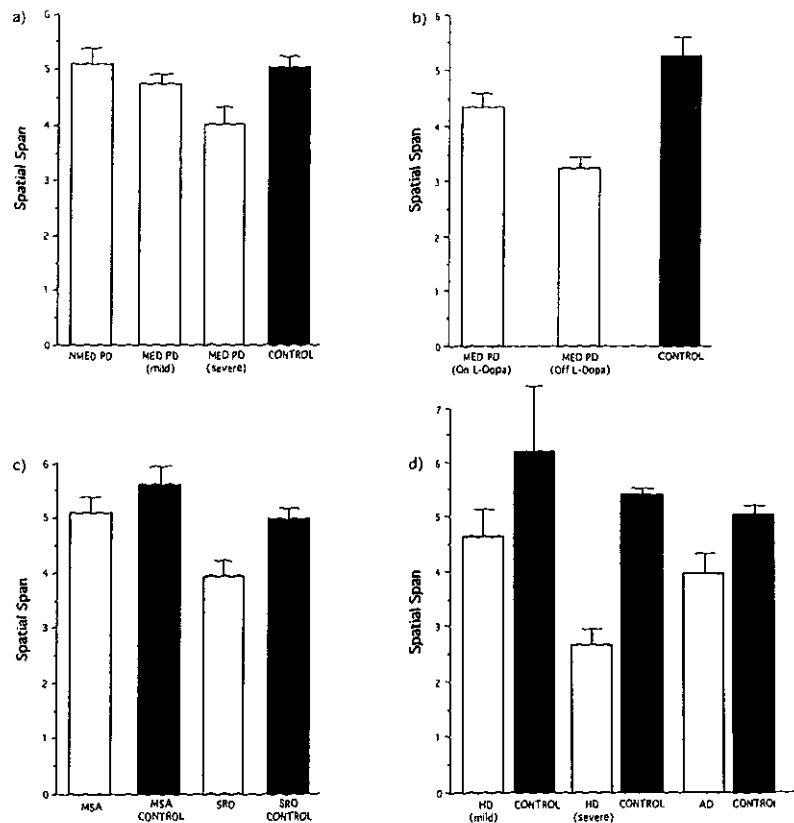 a)
6
5
4
3
2
1
0
Spatial Span
NMED PD
MED PD
(mild)
MED PD
(severe)
CONTROL
b)
6
5
4
3
2
1
0
Spatial Span
MED PD
(On L-Dopa)
MED PD
(Off L-Dopa)
CONTROL
c)
6
5
4
3
2
1
0
Spatial Span
MSA
MSA
CONTROL
SRO
SRO
CONTROL
d)
7
6
5
4
3
2
1
0
Spatial Span
HD
(mild)
CONTROL
HD
(severe)
CONTROL
AD
CONTROL